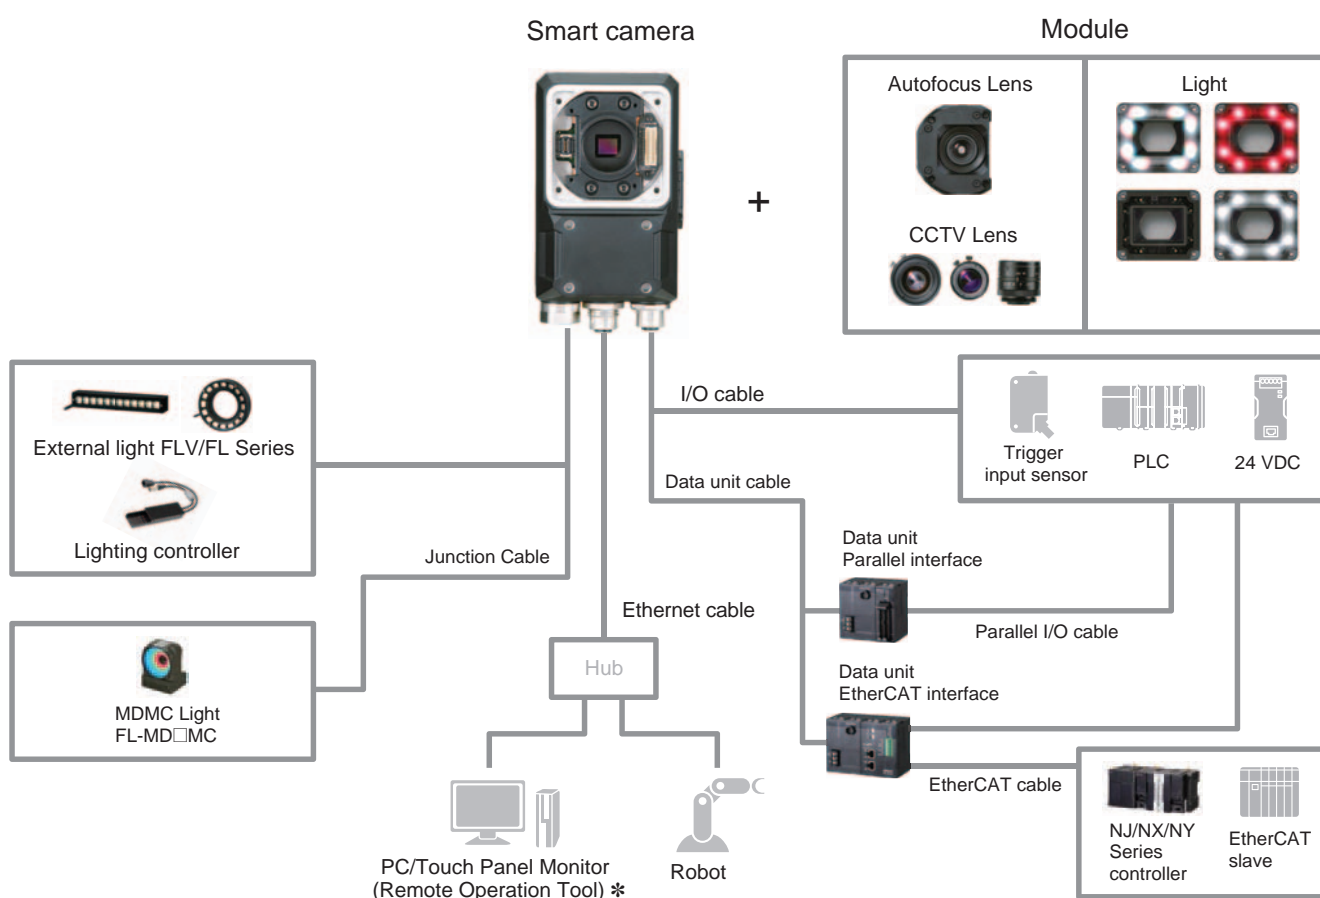 Smart camera
Module
Autofocus Lens
Light
+
CCTV Lens
External light FLV/FL Series
Lighting controller
I/O cable
Trigger
input sensor
PLC
24 VDC
Data unit cable
Junction Cable
Data unit
Parallel interface
Ethernet cable
Parallel I/O cable
Hub
MDMC Light
FL-MD□MC
Data unit
EtherCAT interface
EtherCAT cable
NJ/NX/NY
Series
controller
EtherCAT
slave
PC/Touch Panel Monitor
(Remote Operation Tool) ✽
Robot